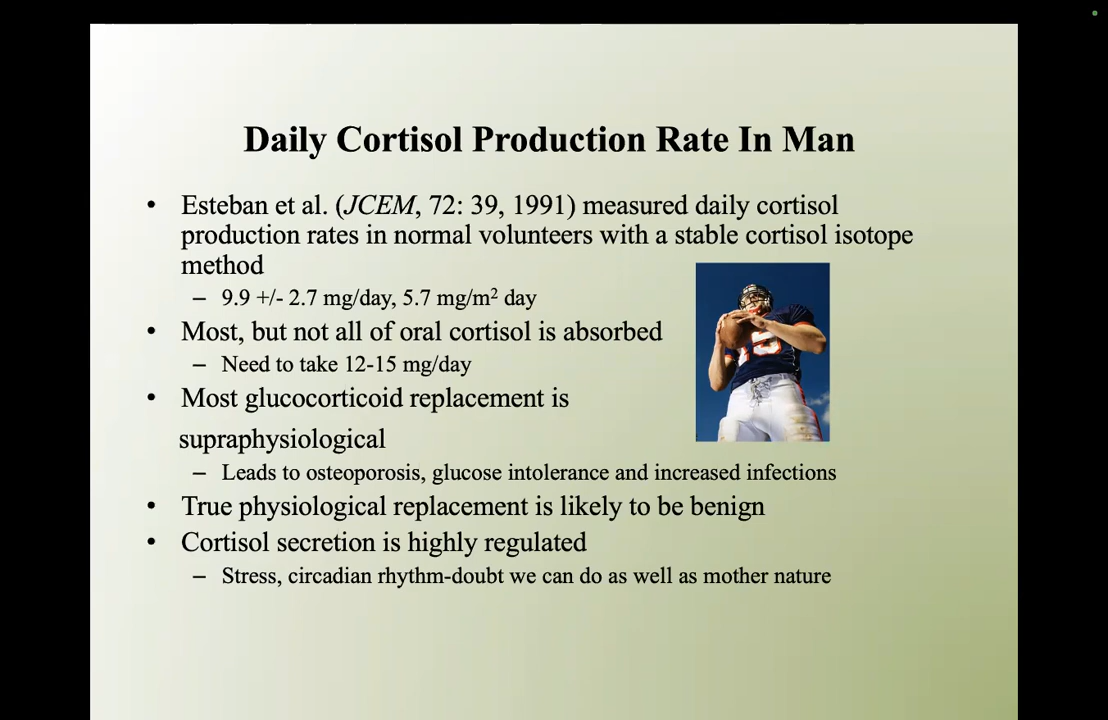 Daily Cortisol Production Rate In Man
• Esteban et al. (JCEM, 72: 39, 1991) measured daily cortisol
production rates in normal volunteers with a stable cortisol isotope
method
– 9.9 +/- 2.7 mg/day, 5.7 mg/m² day
• Most, but not all of oral cortisol is absorbed
– Need to take 12-15 mg/day
• Most glucocorticoid replacement is
supraphysiological
– Leads to osteoporosis, glucose intolerance and increased infections
• True physiological replacement is likely to be benign
• Cortisol secretion is highly regulated
– Stress, circadian rhythm-doubt we can do as well as mother nature